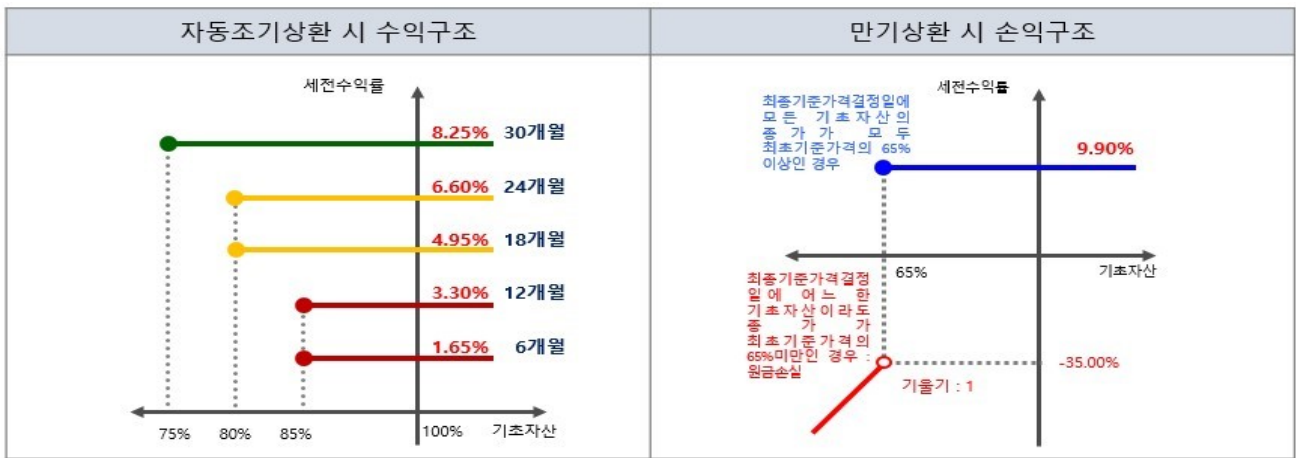 자동조기상환 시 수익구조
만기상환 시 손익구조
세전수익률
8.25% 30개월
6.60% 24개월
4.95% 18개월
3.30% 12개월
1.65% 6개월
75% 80% 85% 100% 기초자산
세전수익률
최종기준가격결정일에
모든 기초자산의
종가가 모두
최초기준가격의 65%
이상인 경우
9.90%
65%
기초자산
최종기준가격결정
일에 어느 한
기초자산이라도
종가가
최초기준가격의
65%미만인 경우 :
원금손실
-35.00%
기울기 : 1